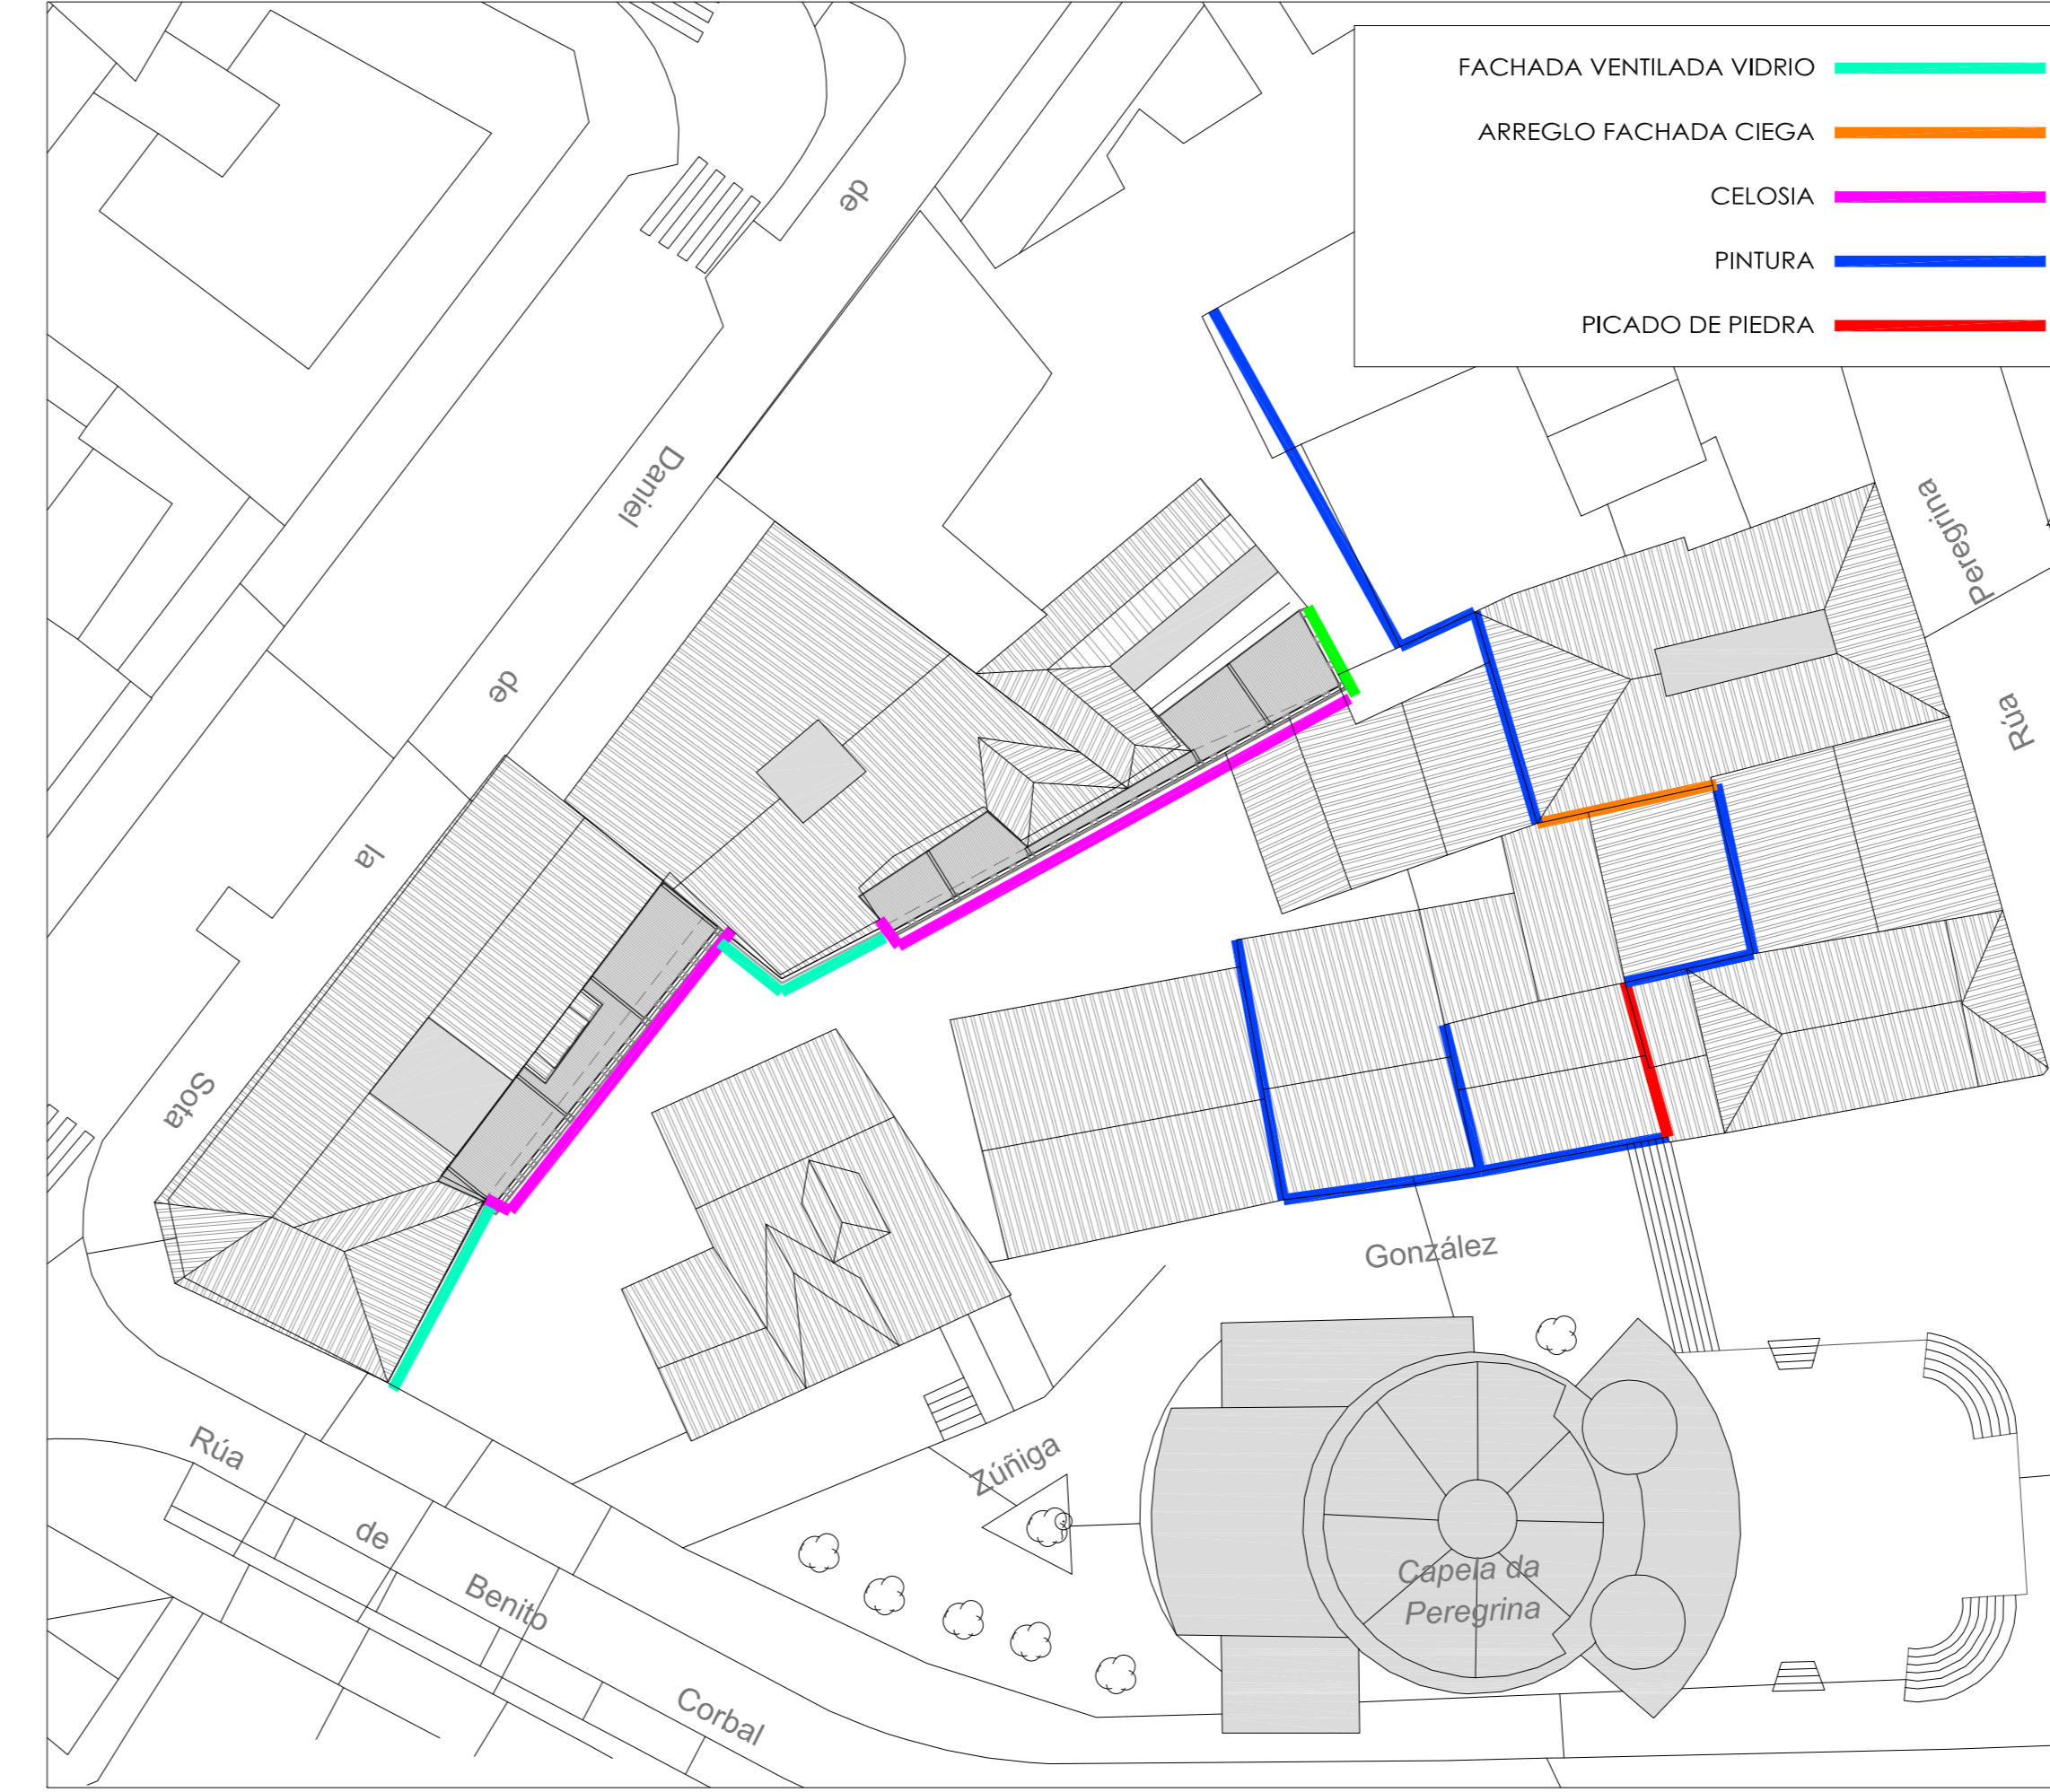 FACHADA VENTILADA VIDRIO
ARREGLO FACHADA CIEGA
CELOSIA
PINTURA
PICADO DE PIEDRA
de
Daniel
de
la
Sota
Peregrina
Rúa
González
Zúñiga
Rúa
de
Benito
Corbal
Capela da
Peregrina